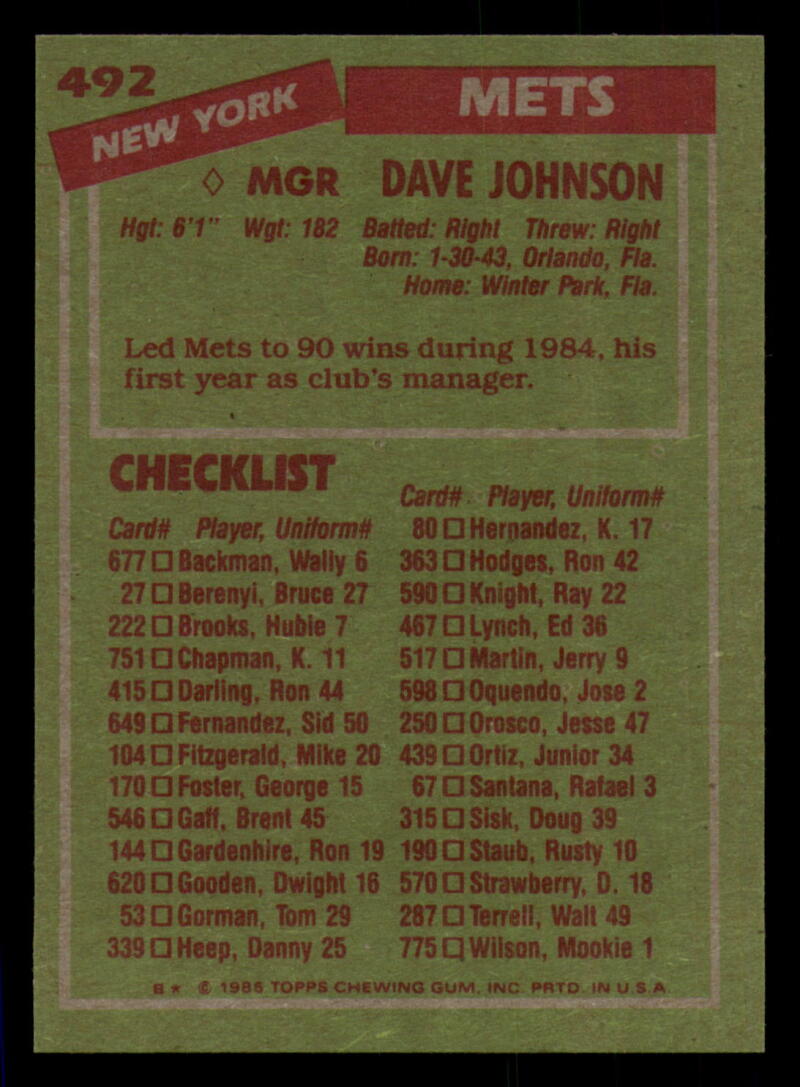 492
NEW YORK
METS
◊ MGR DAVE JOHNSON
Hgt: 6'1" Wgt: 182 Batted: Right Threw: Right
Born: 1-30-43, Orlando, Fla.
Home: Winter Park, Fla.
Led Mets to 90 wins during 1984, his
first year as club's manager.
CHECKLIST
Card# Player, Uniform#
677 □ Backman, Wally 6
27 □ Berenyi, Bruce 27
222 □ Brooks, Hubie 7
751 □ Chapman, K. 11
415 □ Darling, Ron 44
649 □ Fernandez, Sid 50
104 □ Fitzgerald, Mike 20
170 □ Foster, George 15
546 □ Gaff, Brent 45
144 □ Gardenhire, Ron 19
620 □ Gooden, Dwight 16
53 □ Gorman, Tom 29
339 □ Heep, Danny 25
Card# Player, Uniform#
80 □ Hernandez, K. 17
363 □ Hodges, Ron 42
590 □ Knight, Ray 22
467 □ Lynch, Ed 36
517 □ Martin, Jerry 9
598 □ Oquendo, Jose 2
250 □ Orosco, Jesse 47
439 □ Ortiz, Junior 34
67 □ Santana, Rafael 3
315 □ Sisk, Doug 39
190 □ Staub, Rusty 10
570 □ Strawberry, D. 18
287 □ Terrell, Walt 49
775 □ Wilson, Mookie 1
B * © 1985 TOPPS CHEWING GUM, INC. PRTD. IN U.S.A.